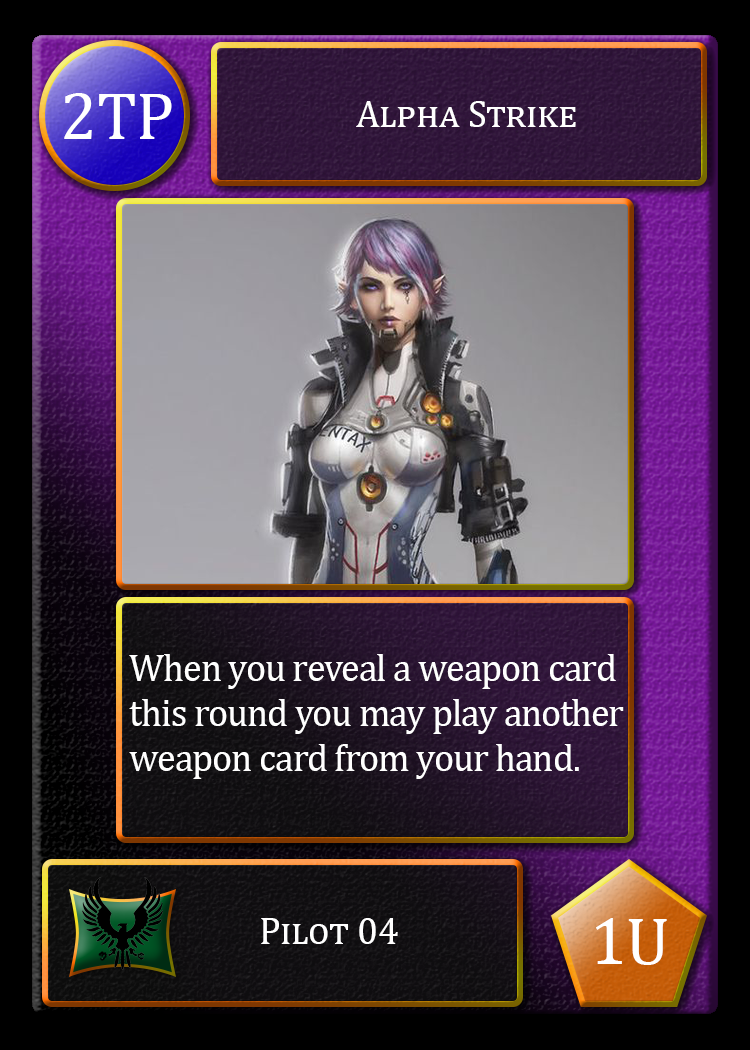 2TP
Alpha Strike
ENTAX
When you reveal a weapon card
this round you may play another
weapon card from your hand.
Pilot 04
1U